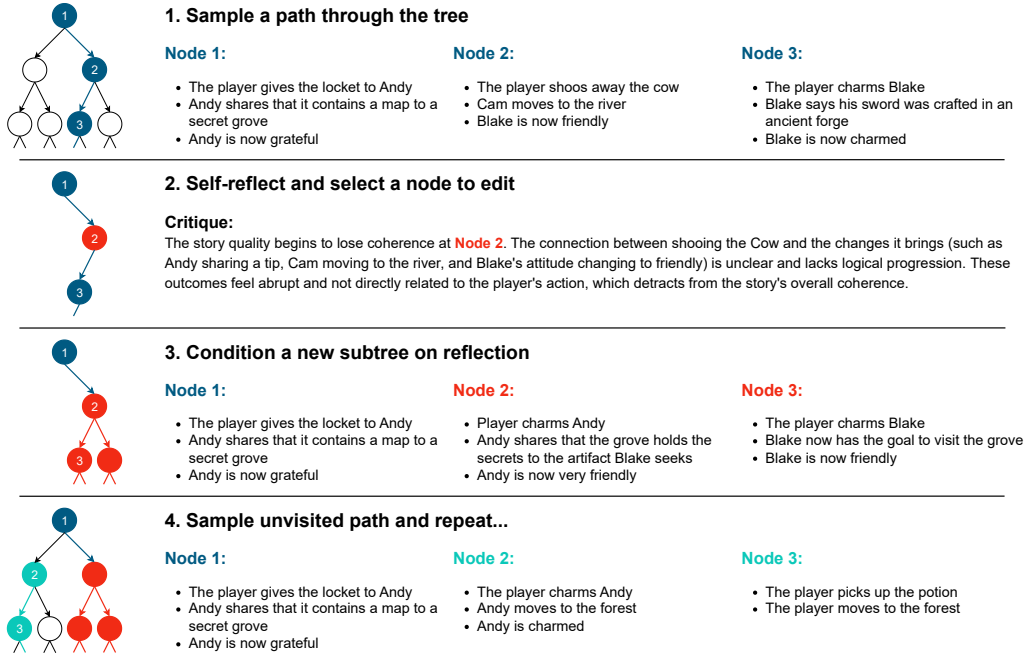 1
2
3
1. Sample a path through the tree
Node 1:
• The player gives the locket to Andy
• Andy shares that it contains a map to a
secret grove
• Andy is now grateful
Node 2:
• The player shoos away the cow
• Cam moves to the river
• Blake is now friendly
Node 3:
• The player charms Blake
• Blake says his sword was crafted in an
ancient forge
• Blake is now charmed
1
2
3
2. Self-reflect and select a node to edit
Critique:
The story quality begins to lose coherence at Node 2. The connection between shooing the Cow and the changes it brings (such as
Andy sharing a tip, Cam moving to the river, and Blake's attitude changing to friendly) is unclear and lacks logical progression. These
outcomes feel abrupt and not directly related to the player's action, which detracts from the story's overall coherence.
1
2
3
3. Condition a new subtree on reflection
Node 1:
• The player gives the locket to Andy
• Andy shares that it contains a map to a
secret grove
• Andy is now grateful
Node 2:
• Player charms Andy
• Andy shares that the grove holds the
secrets to the artifact Blake seeks
• Andy is now very friendly
Node 3:
• The player charms Blake
• Blake now has the goal to visit the grove
• Blake is now friendly
1
2
3
4. Sample unvisited path and repeat...
Node 1:
• The player gives the locket to Andy
• Andy shares that it contains a map to a
secret grove
• Andy is now grateful
Node 2:
• The player charms Andy
• Andy moves to the forest
• Andy is charmed
Node 3:
• The player picks up the potion
• The player moves to the forest